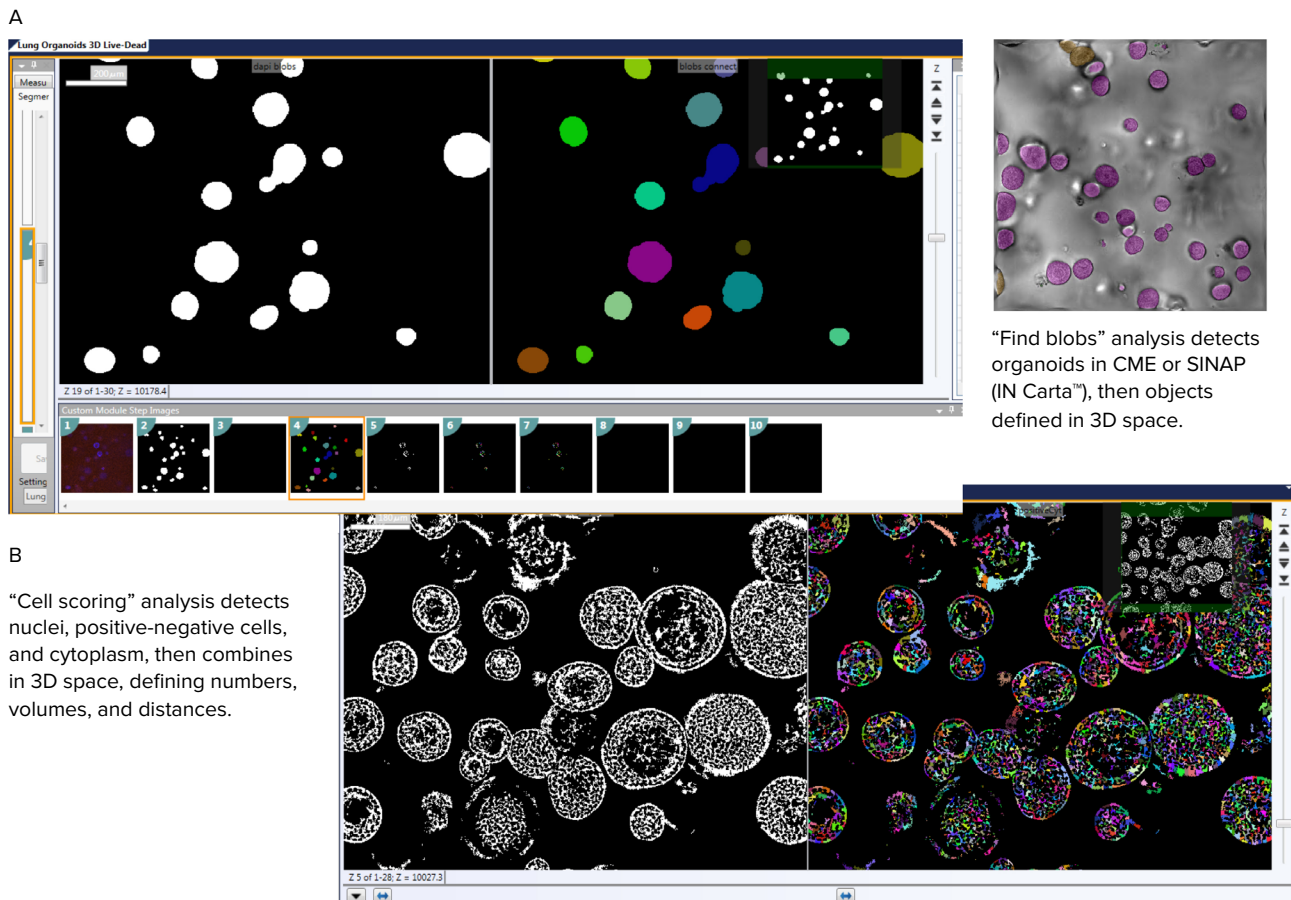 A
Lung Organoids 3D Live-Dead
Measu
Segmer
200µm
dapi blobs
blobs connect
Z
Z 19 of 1-30; Z = 10178.4
Custom Module Step Images
1 2 3 4 5 6 7 8 9 10
Setting
Lung
“Find blobs” analysis detects
organoids in CME or SINAP
(IN Carta™), then objects
defined in 3D space.
B
“Cell scoring” analysis detects
nuclei, positive-negative cells,
and cytoplasm, then combines
in 3D space, defining numbers,
volumes, and distances.
180µm
Z
Z 5 of 1-28; Z = 10027.3